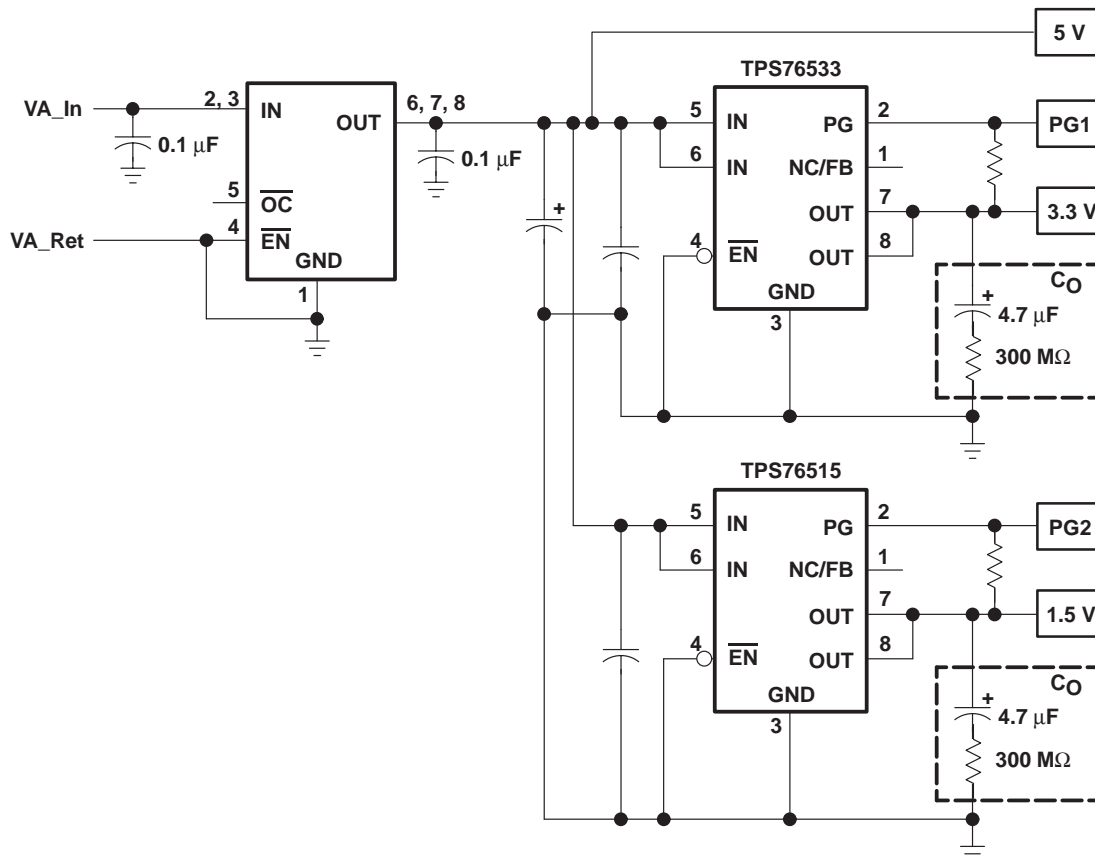 5 V
TPS76533
VA_In
2, 3
IN
OUT
6, 7, 8
0.1 μF
0.1 μF
5
OC
4
EN
VA_Ret
GND
1
5
IN
6
IN
4
EN
GND
3
PG
2
NC/FB
1
OUT
7
OUT
8
PG1
3.3 V
CO
+
4.7 μF
300 MΩ
+
TPS76515
5
IN
6
IN
4
EN
GND
3
PG
2
NC/FB
1
OUT
7
OUT
8
PG2
1.5 V
CO
+
4.7 μF
300 MΩ